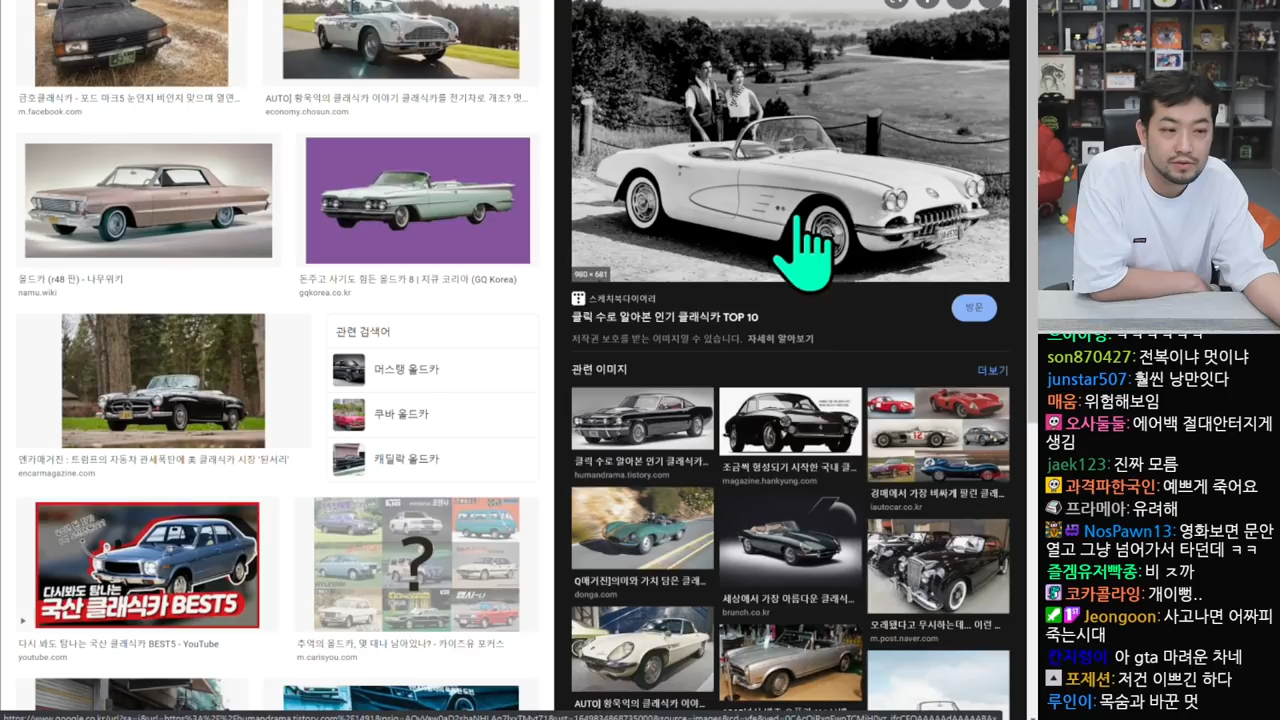 금호클래식카 - 포드 마크5 눈인지 비인지 맞으며 열연...
m.facebook.com
AUTO] 황욱익의 클래식카 이야기 클래식카를 전기차로 개조? 멋...
economy.chosun.com
올드카 (r48 판) - 나무위키
namu.wiki
돈주고 사기도 힘든 올드카 8 | 지큐 코리아 (GQ Korea)
gqkorea.co.kr
엔카매거진 : 트럼프의 자동차 관세폭탄에 美 클래식카 시장 '된서리'
encarmagazine.com
관련 검색어
머스탱 올드카
쿠바 올드카
캐딜락 올드카
다시봐도 탐나는
국산 클래식카 BEST5
다시 봐도 탐나는 국산 클래식카 BEST5 - YouTube
youtube.com
?
추억의 올드카, 몇 대나 남아있나? - 카이즈유 포커스
m.carisyou.com
980 × 681
스케치북다이어리
클릭 수로 알아본 인기 클래식카 TOP 10
방문
저작권 보호를 받는 이미지일 수 있습니다. 자세히 알아보기
관련 이미지
더보기
클릭 수로 알아본 인기 클래식카...
humandrama.tistory.com
조금씩 형성되기 시작한 국내 클...
magazine.hankyung.com
12
경매에서 가장 비싸게 팔린 클래...
iautocar.co.kr
Q매거진]의미와 가치 담은 클래...
donga.com
세상에서 가장 아름다운 클래식...
brunch.co.kr
오래됐다고 무시하는데... 이런 ...
m.post.naver.com
AUTO] 황욱익의 클래식카 이야...
son870427: 전복이냐 멋이냐
junstar507: 훨씬 낭만잇다
매움: 위험해보임
오사둘둘: 에어백 절대안터지게
생김
jaek123: 진짜 모름
과격파한국인: 예쁘게 죽어요
프라메아: 유려해
NosPawn13: 영화보면 문안
열고 그냥 넘어가서 타던데 ㅋㅋ
즐겜유저빡종: 비 ㅈ까
코카콜라잉: 개이뻥..
Jeongoon: 사고나면 어짜피
죽는시대
칸지렁이 아 gta 마려운 차네
포제션: 저건 이쁘긴 하다
루인이: 목숨과 바꾼 멋